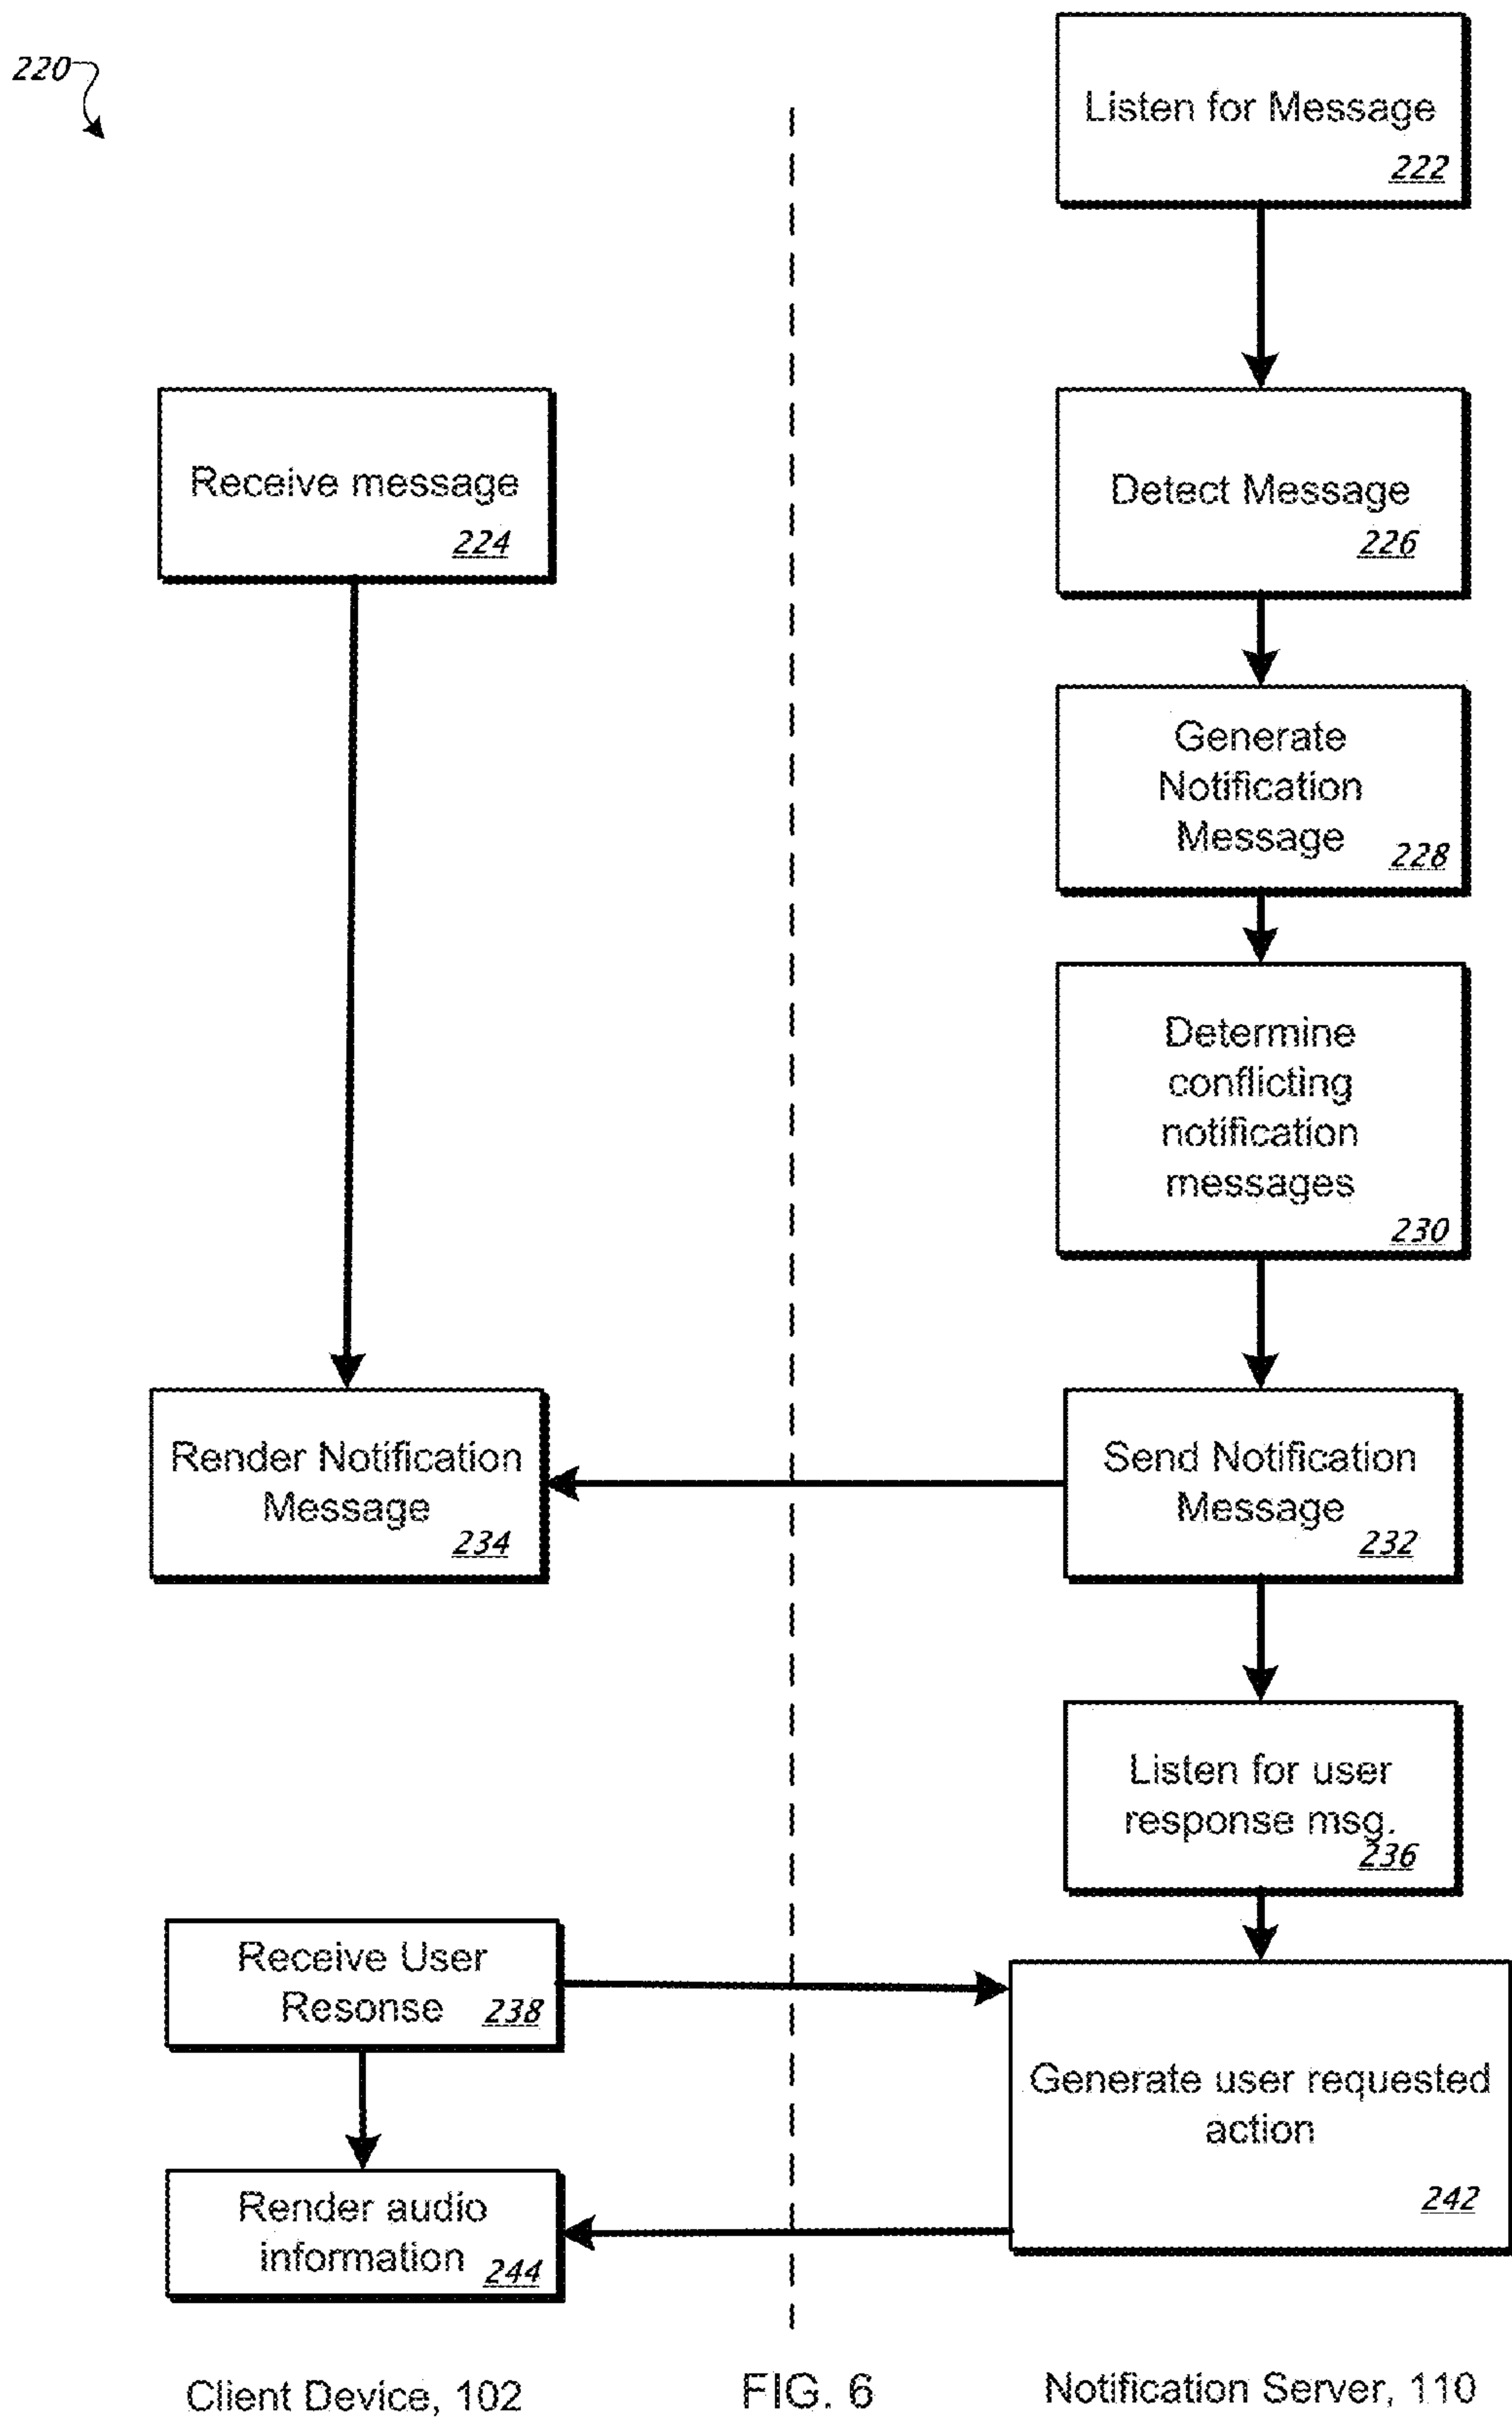 220
Listen for Message
222
Receive message
224
Detect Message
226
Generate
Notification
Message
228
Determine
conflicting
notification
messages
230
Render Notification
Message
234
Send Notification
Message
232
Listen for user
response msg.
236
Receive User
Resonse
238
Generate user requested
action
242
Render audio
information
244
Client Device, 102
FIG. 6
Notification Server, 110